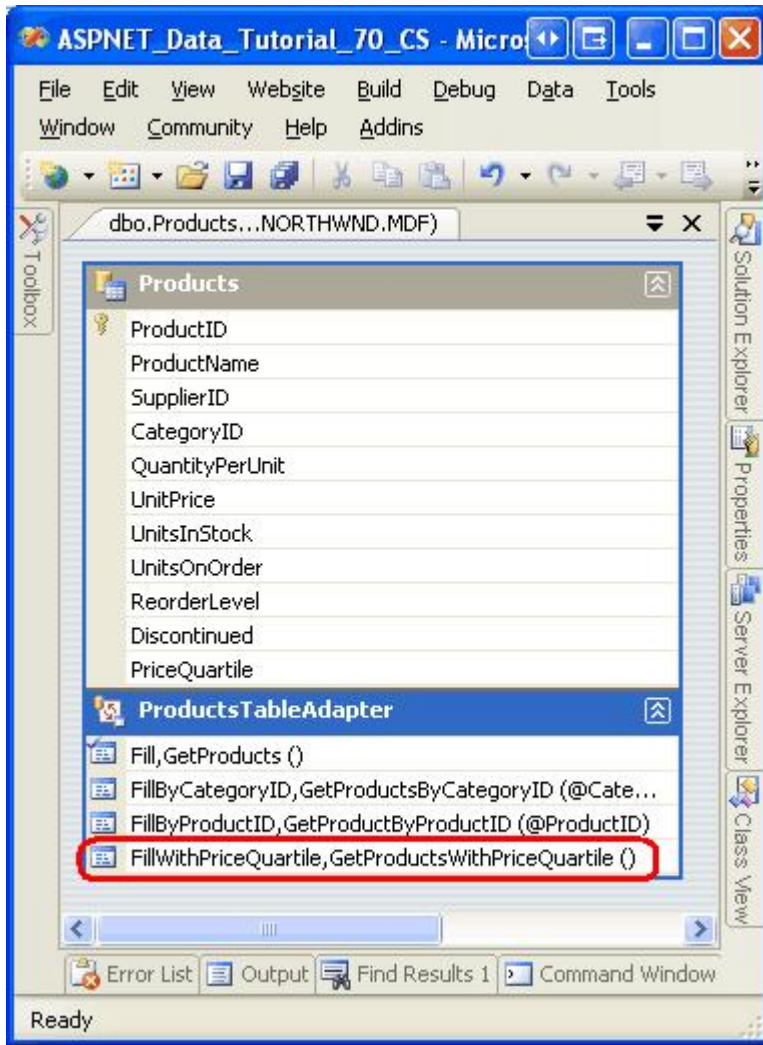 ASPNET_Data_Tutorial_70_CS - Micro
File Edit View Website Build Debug Data Tools
Window Community Help Addins
Toolbox
dbo.Products...NORTHWND.MDF)
Products
ProductID
ProductName
SupplierID
CategoryID
QuantityPerUnit
UnitPrice
UnitsInStock
UnitsOnOrder
ReorderLevel
Discontinued
PriceQuartile
ProductsTableAdapter
Fill,GetProducts ()
FillByCategoryID,GetProductsByCategoryID (@Cate...
FillByProductID,GetProductByProductID (@ProductID)
FillWithPriceQuartile,GetProductsWithPriceQuartile ()
Solution Explorer
Properties
Server Explorer
Class View
Error List Output Find Results 1 Command Window
Ready